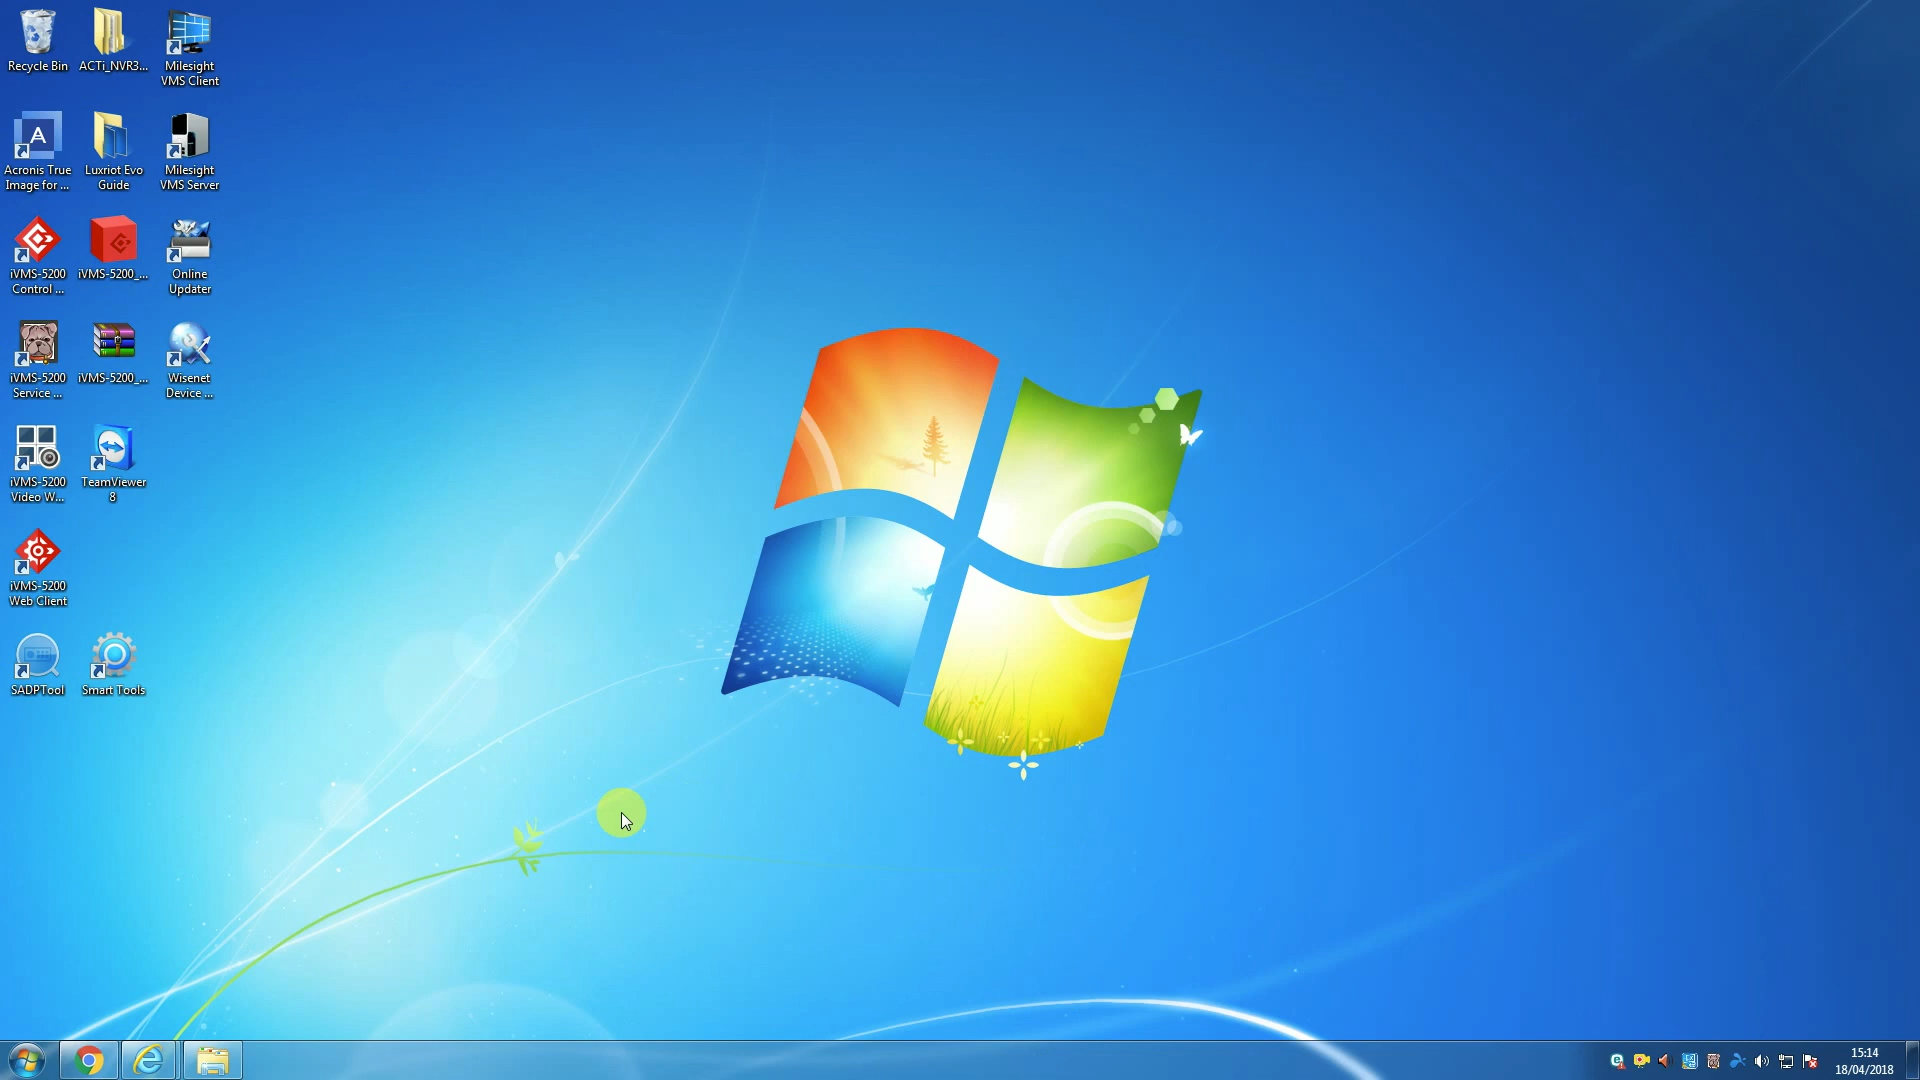 Recycle Bin
ACTi_NVR3...
Milesight
VMS Client
Acronis True
Image for ...
Luxriot Evo
Guide
Milesight
VMS Server
iVMS-5200
Control ...
iVMS-5200_...
Online
Updater
iVMS-5200
Service ...
iVMS-5200_...
Wisenet
Device ...
iVMS-5200
Video W...
TeamViewer
8
iVMS-5200
Web Client
SADPTool
Smart Tools
15:14
18/04/2018